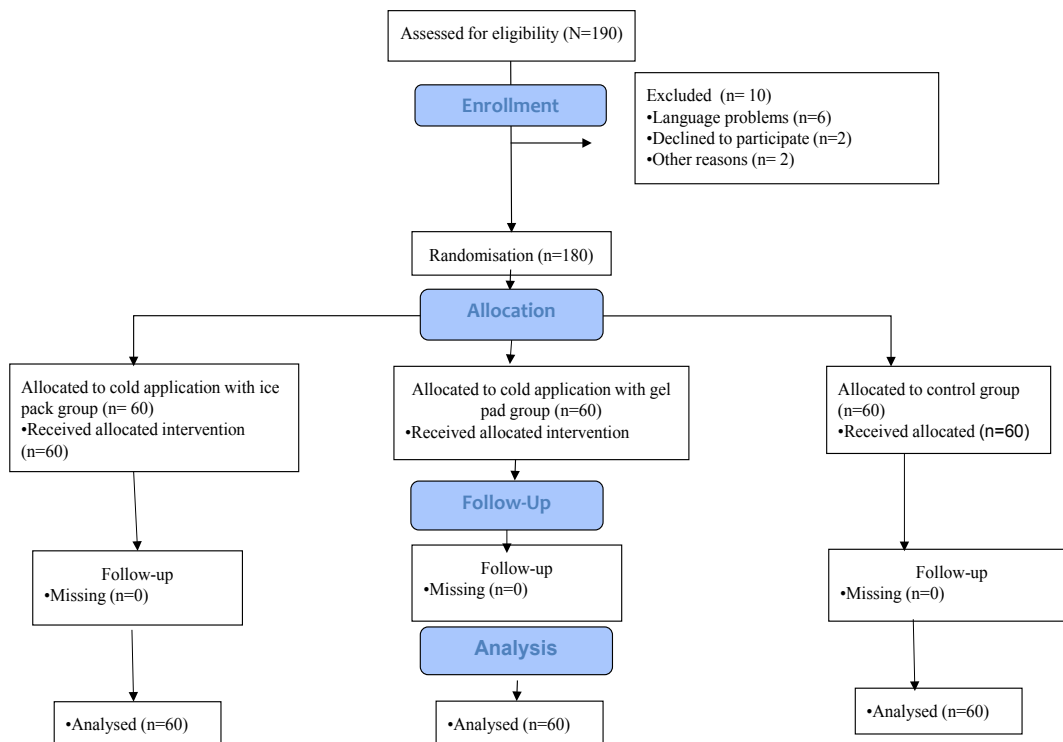 Assessed for eligibility (N=190)
Enrollment
Excluded  (n= 10)
•Language problems (n=6)
•Declined to participate (n=2)
•Other reasons (n= 2)
Randomisation (n=180)
Allocation
Allocated to cold application with ice
pack group (n= 60)
•Received allocated intervention
(n=60)
Allocated to cold application with gel
pad group (n=60)
•Received allocated intervention
Allocated to control group
(n=60)
•Received allocated (n=60)
Follow-Up
Follow-up
•Missing (n=0)
Follow-up
•Missing (n=0)
Follow-up
•Missing (n=0)
Analysis
•Analysed (n=60)
•Analysed (n=60)
•Analysed (n=60)